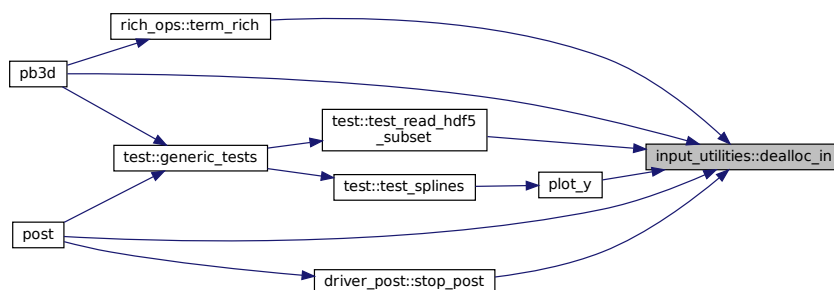 rich_ops::term_rich
pb3d
test::test_read_hdf5
_subset
test::generic_tests
input_utilities::dealloc_in
test::test_splines
plot_y
post
driver_post::stop_post